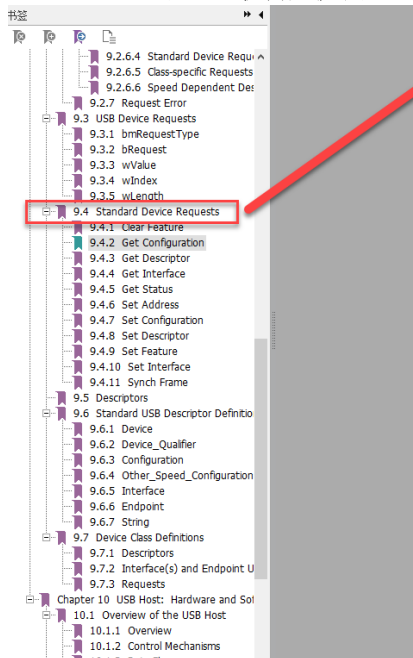 书签
9.2.6.4 Standard Device Requ
9.2.6.5 Class-specific Requests
9.2.6.6 Speed Dependent Des
9.2.7 Request Error
9.3 USB Device Requests
9.3.1 bmRequestType
9.3.2 bRequest
9.3.3 wValue
9.3.4 wIndex
9.3.5 wLength
9.4 Standard Device Requests
9.4.1 Clear Feature
9.4.2 Get Configuration
9.4.3 Get Descriptor
9.4.4 Get Interface
9.4.5 Get Status
9.4.6 Set Address
9.4.7 Set Configuration
9.4.8 Set Descriptor
9.4.9 Set Feature
9.4.10 Set Interface
9.4.11 Synch Frame
9.5 Descriptors
9.6 Standard USB Descriptor Definitio
9.6.1 Device
9.6.2 Device_Qualifier
9.6.3 Configuration
9.6.4 Other_Speed_Configuration
9.6.5 Interface
9.6.6 Endpoint
9.6.7 String
9.7 Device Class Definitions
9.7.1 Descriptors
9.7.2 Interface(s) and Endpoint U
9.7.3 Requests
Chapter 10 USB Host: Hardware and Sof
10.1 Overview of the USB Host
10.1.1 Overview
10.1.2 Control Mechanisms